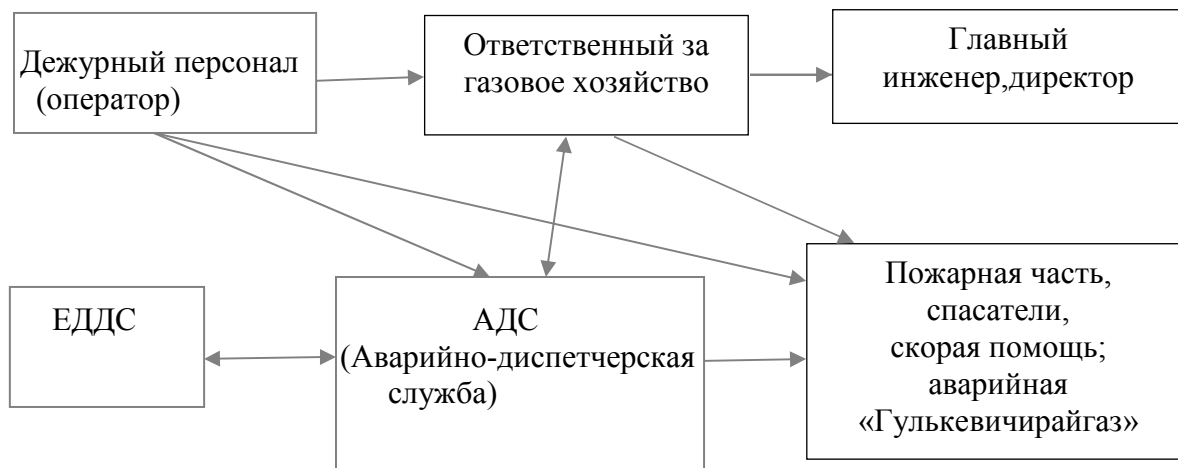 Дежурный персонал
(оператор)
Ответственный за
газовое хозяйство
Главный
инженер,директор
ЕДДС
АДС
(Аварийно-диспетчерская
служба)
Пожарная часть,
спасатели,
скорая помощь;
аварийная
«Гулькевичирайгаз»